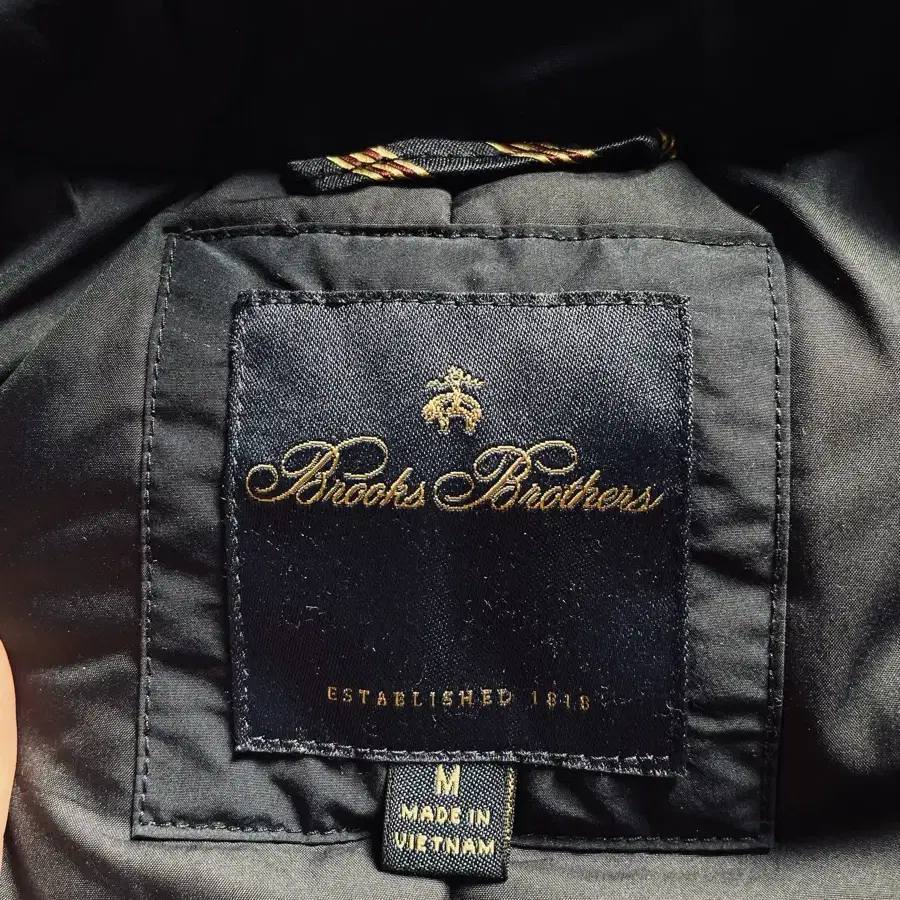 Brooks Brothers
ESTABLISHED 1818
M
MADE IN
VIETNAM